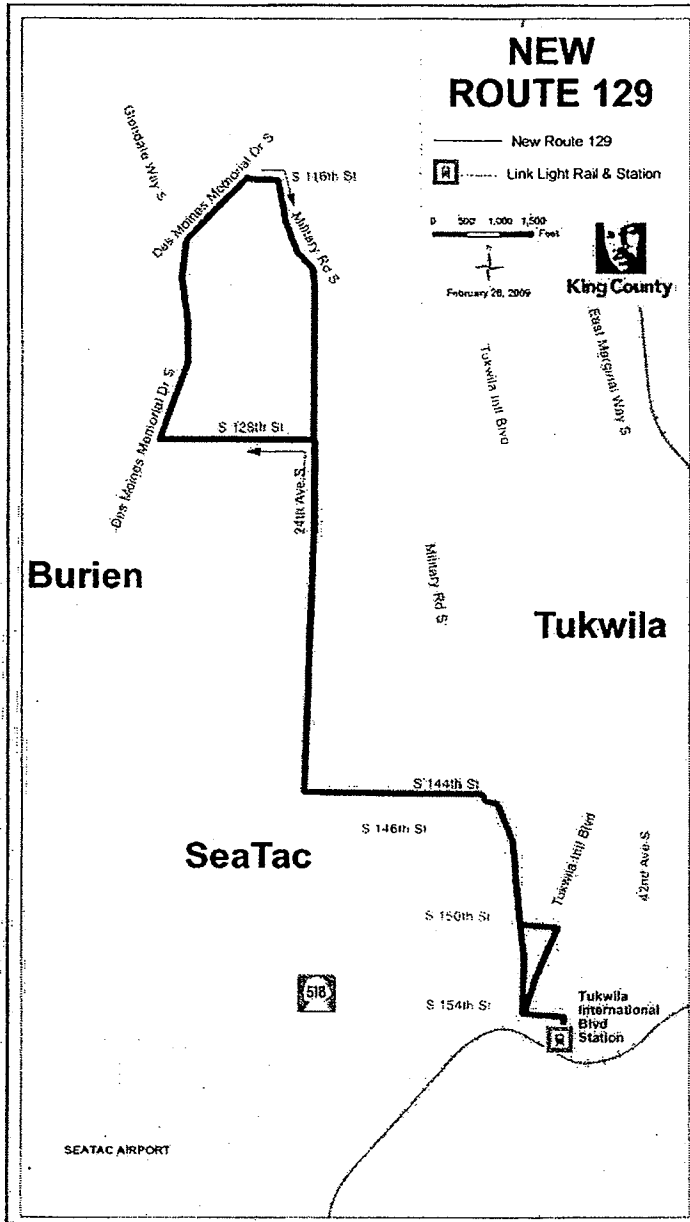 NEW
ROUTE 129
New Route 129
Link Light Rail & Station
0 500 1,000 1,500
Feet
February 26, 2009
King County
Glendale Way S
Des Moines Memorial Dr S
S 116th St
Military Rd S
East Marginal Way S
Tukwila Intl Blvd
Des Moines Memorial Dr S
S 128th St
24th Ave S
Military Rd S
Burien
Tukwila
S 144th St
S 146th St
SeaTac
Tukwila Intl Blvd
42nd Ave S
S 150th St
518
S 154th St
Tukwila
International
Blvd
Station
SEATAC AIRPORT